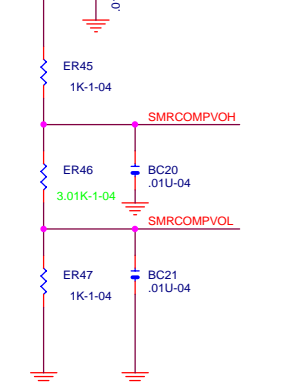 .0
ER45
1K-1-04
SMRCOMPVOH
ER46
3.01K-1-04
BC20
.01U-04
SMRCOMPVOL
ER47
1K-1-04
BC21
.01U-04